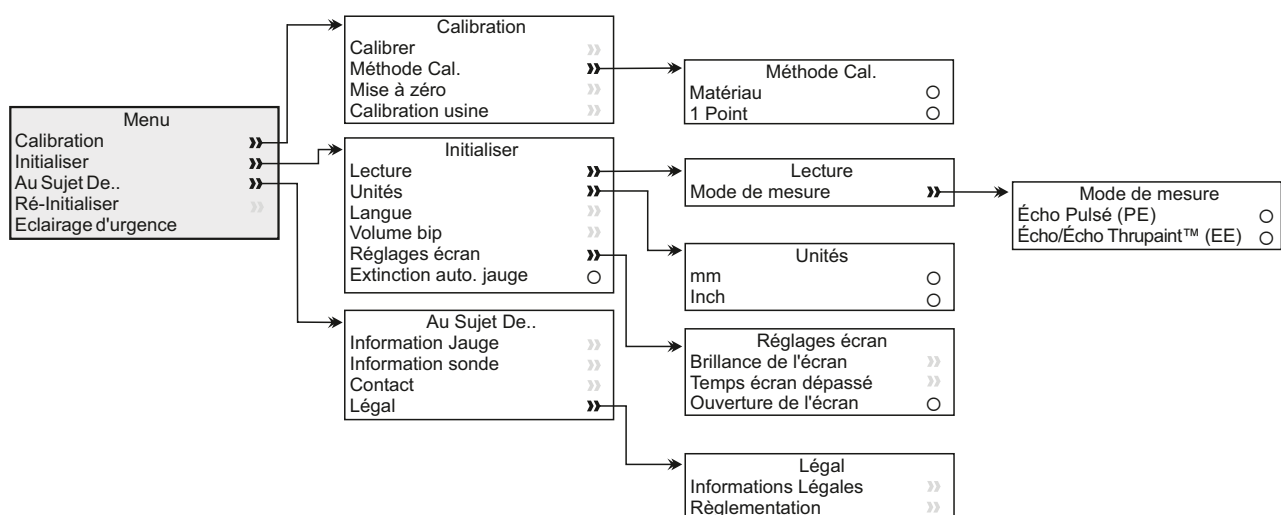 Menu
Calibration
Initialiser
Au Sujet De..
Ré-Initialiser
Eclairage d'urgence
Calibration
Calibrer
Méthode Cal.
Mise à zéro
Calibration usine
Méthode Cal.
Matériau
1 Point
Initialiser
Lecture
Unités
Langue
Volume bip
Réglages écran
Extinction auto. jauge
Lecture
Mode de mesure
Mode de mesure
Écho Pulsé (PE)
Écho/Écho Thrupaint™ (EE)
Unités
mm
Inch
Réglages écran
Brillance de l'écran
Temps écran dépassé
Ouverture de l'écran
Au Sujet De..
Information Jauge
Information sonde
Contact
Légal
Légal
Informations Légales
Règlementation